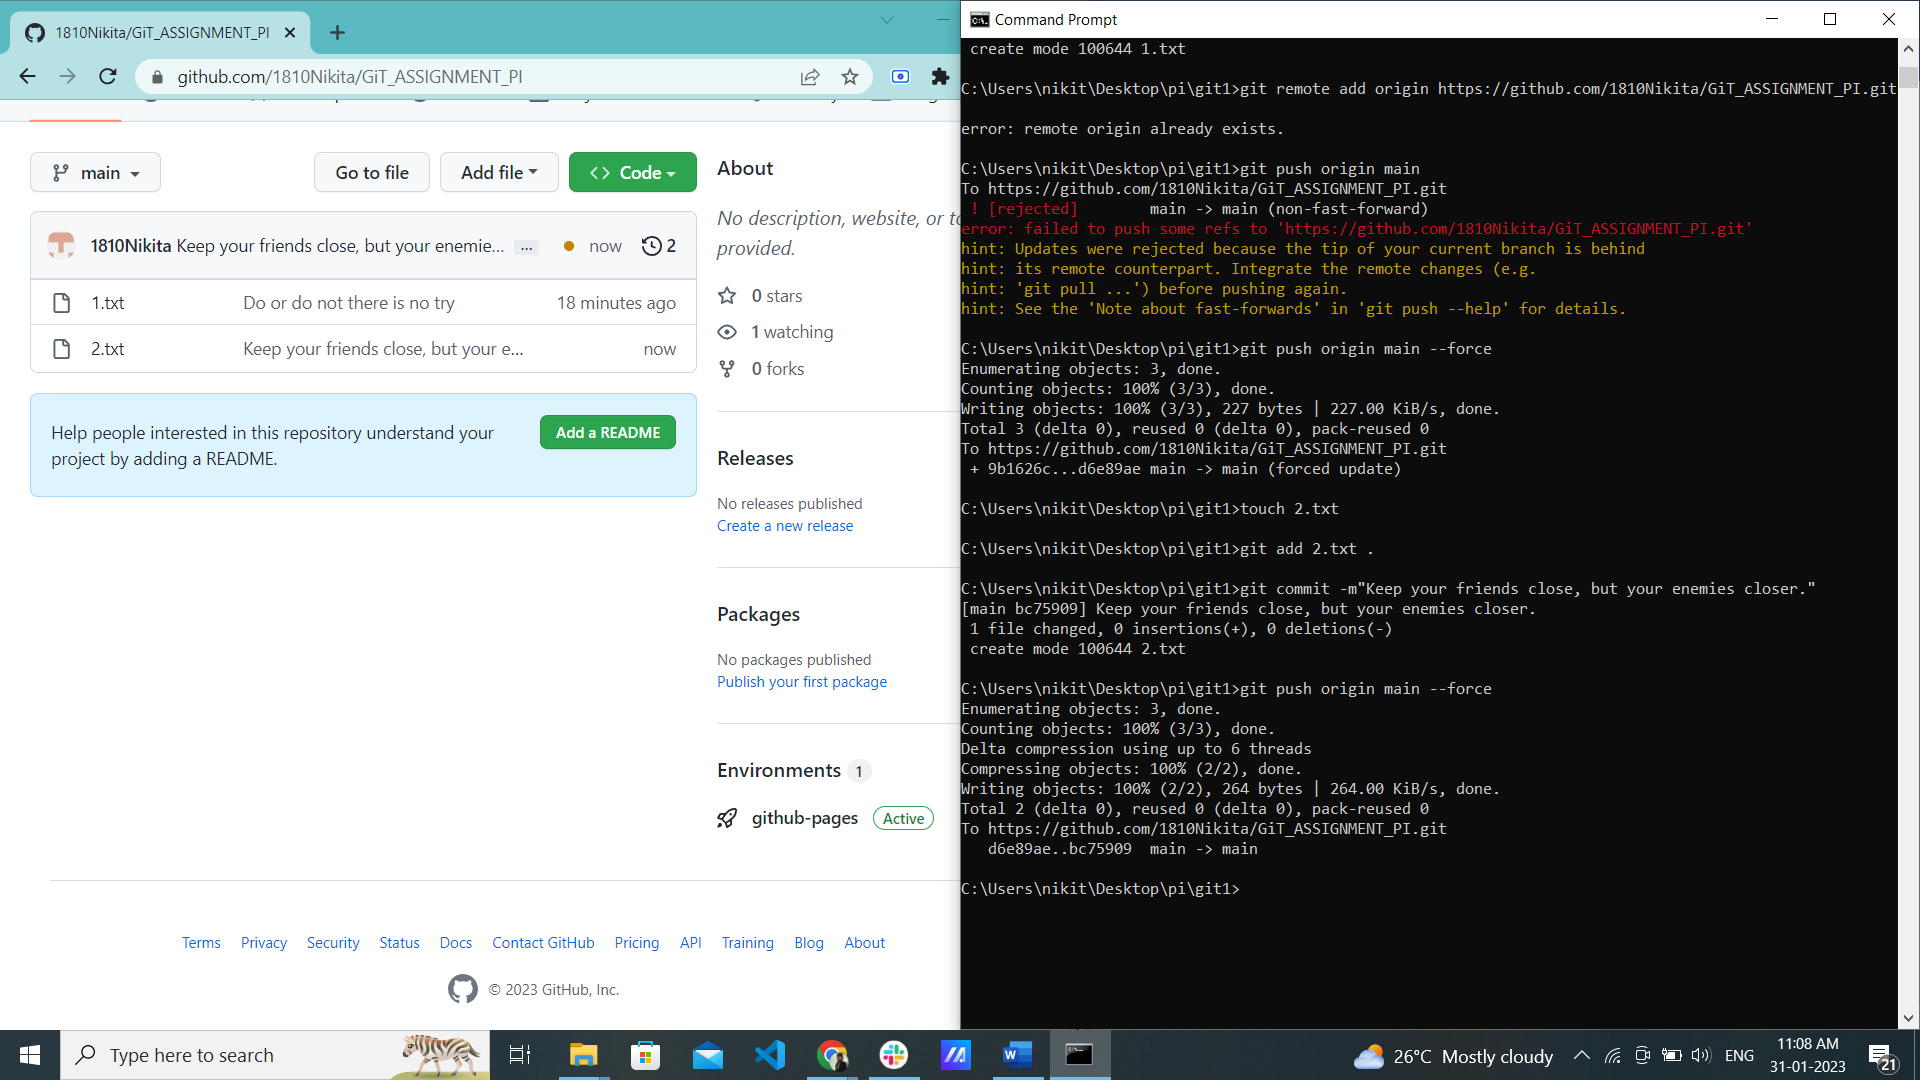 1810Nikita/GiT_ASSIGNMENT_PI
github.com/1810Nikita/GiT_ASSIGNMENT_PI
main
Go to file
Add file
<> Code
1810Nikita Keep your friends close, but your enemie... ... now 2
1.txt Do or do not there is no try 18 minutes ago
2.txt Keep your friends close, but your e... now
Help people interested in this repository understand your
project by adding a README.
Add a README
About
No description, website, or to
provided.
0 stars
1 watching
0 forks
Releases
No releases published
Create a new release
Packages
No packages published
Publish your first package
Environments 1
github-pages Active
Terms Privacy Security Status Docs Contact GitHub Pricing API Training Blog About
© 2023 GitHub, Inc.
Command Prompt
create mode 100644 1.txt
C:\Users\nikit\Desktop\pi\git1>git remote add origin https://github.com/1810Nikita/GiT_ASSIGNMENT_PI.git
error: remote origin already exists.
C:\Users\nikit\Desktop\pi\git1>git push origin main
To https://github.com/1810Nikita/GiT_ASSIGNMENT_PI.git
! [rejected] main -> main (non-fast-forward)
error: failed to push some refs to 'https://github.com/1810Nikita/GiT_ASSIGNMENT_PI.git'
hint: Updates were rejected because the tip of your current branch is behind
hint: its remote counterpart. Integrate the remote changes (e.g.
hint: 'git pull ...') before pushing again.
hint: See the 'Note about fast-forwards' in 'git push --help' for details.
C:\Users\nikit\Desktop\pi\git1>git push origin main --force
Enumerating objects: 3, done.
Counting objects: 100% (3/3), done.
Writing objects: 100% (3/3), 227 bytes | 227.00 KiB/s, done.
Total 3 (delta 0), reused 0 (delta 0), pack-reused 0
To https://github.com/1810Nikita/GiT_ASSIGNMENT_PI.git
+ 9b1626c...d6e89ae main -> main (forced update)
C:\Users\nikit\Desktop\pi\git1>touch 2.txt
C:\Users\nikit\Desktop\pi\git1>git add 2.txt .
C:\Users\nikit\Desktop\pi\git1>git commit -m"Keep your friends close, but your enemies closer."
[main bc75909] Keep your friends close, but your enemies closer.
1 file changed, 0 insertions(+), 0 deletions(-)
create mode 100644 2.txt
C:\Users\nikit\Desktop\pi\git1>git push origin main --force
Enumerating objects: 3, done.
Counting objects: 100% (3/3), done.
Delta compression using up to 6 threads
Compressing objects: 100% (2/2), done.
Writing objects: 100% (2/2), 264 bytes | 264.00 KiB/s, done.
Total 2 (delta 0), reused 0 (delta 0), pack-reused 0
To https://github.com/1810Nikita/GiT_ASSIGNMENT_PI.git
d6e89ae..bc75909 main -> main
C:\Users\nikit\Desktop\pi\git1>
Type here to search
26°C Mostly cloudy
ENG
11:08 AM
31-01-2023
21